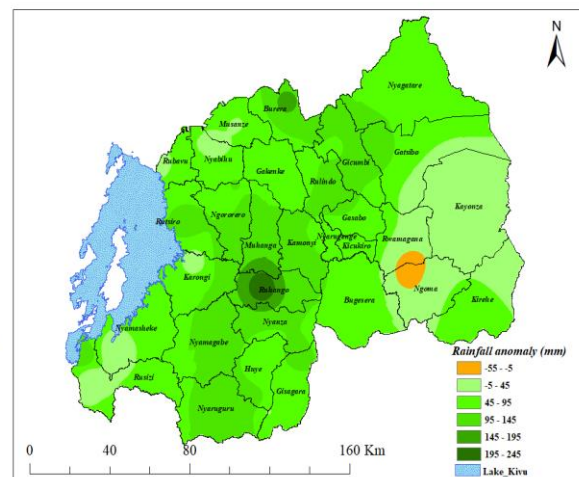 N
Nyagatare
Burera
Musanze
Gicumbi
Gatsibo
Rubavu
Nyabihu
Gakenke
Rulindo
Kayonza
Rutsiro
Ngororero
Gasabo
Muhanga
Kamonyi
Nyarugenge
Kicukiro
Rwamagana
Karongi
Ruhango
Ngoma
Bugesera
Kirehe
Nyamasheke
Nyanza
Nyamagabe
Huye
Rusizi
Gisagara
Nyaruguru
Rainfall anomaly (mm)
-55 - -5
-5 - 45
45 - 95
95 - 145
145 - 195
195 - 245
Lake_Kivu
0 40 80 160 Km